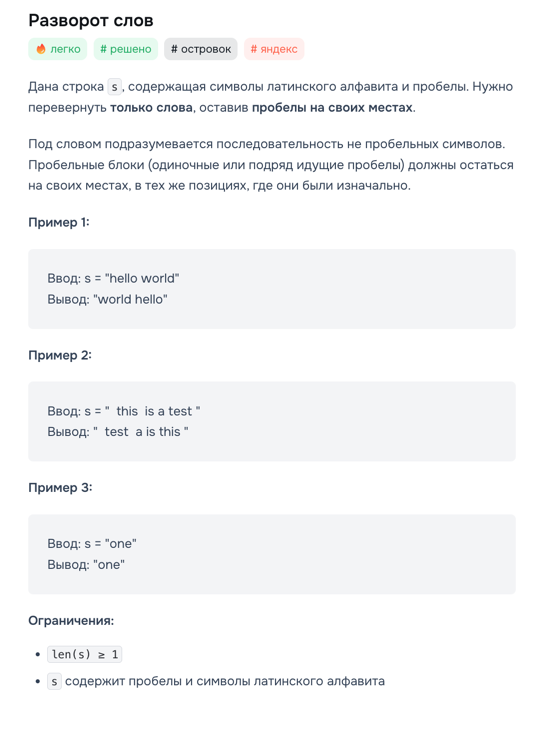 Разворот слов
🔥 легко # решено # островок # яндекс
Дана строка s, содержащая символы латинского алфавита и пробелы. Нужно
перевернуть только слова, оставив пробелы на своих местах.
Под словом подразумевается последовательность не пробельных символов.
Пробельные блоки (одиночные или подряд идущие пробелы) должны остаться
на своих местах, в тех же позициях, где они были изначально.
Пример 1:
Ввод: s = "hello world"
Вывод: "world hello"
Пример 2:
Ввод: s = "  this  is a test "
Вывод: "  test  a is this "
Пример 3:
Ввод: s = "one"
Вывод: "one"
Ограничения:
• len(s) ≥ 1
• s содержит пробелы и символы латинского алфавита